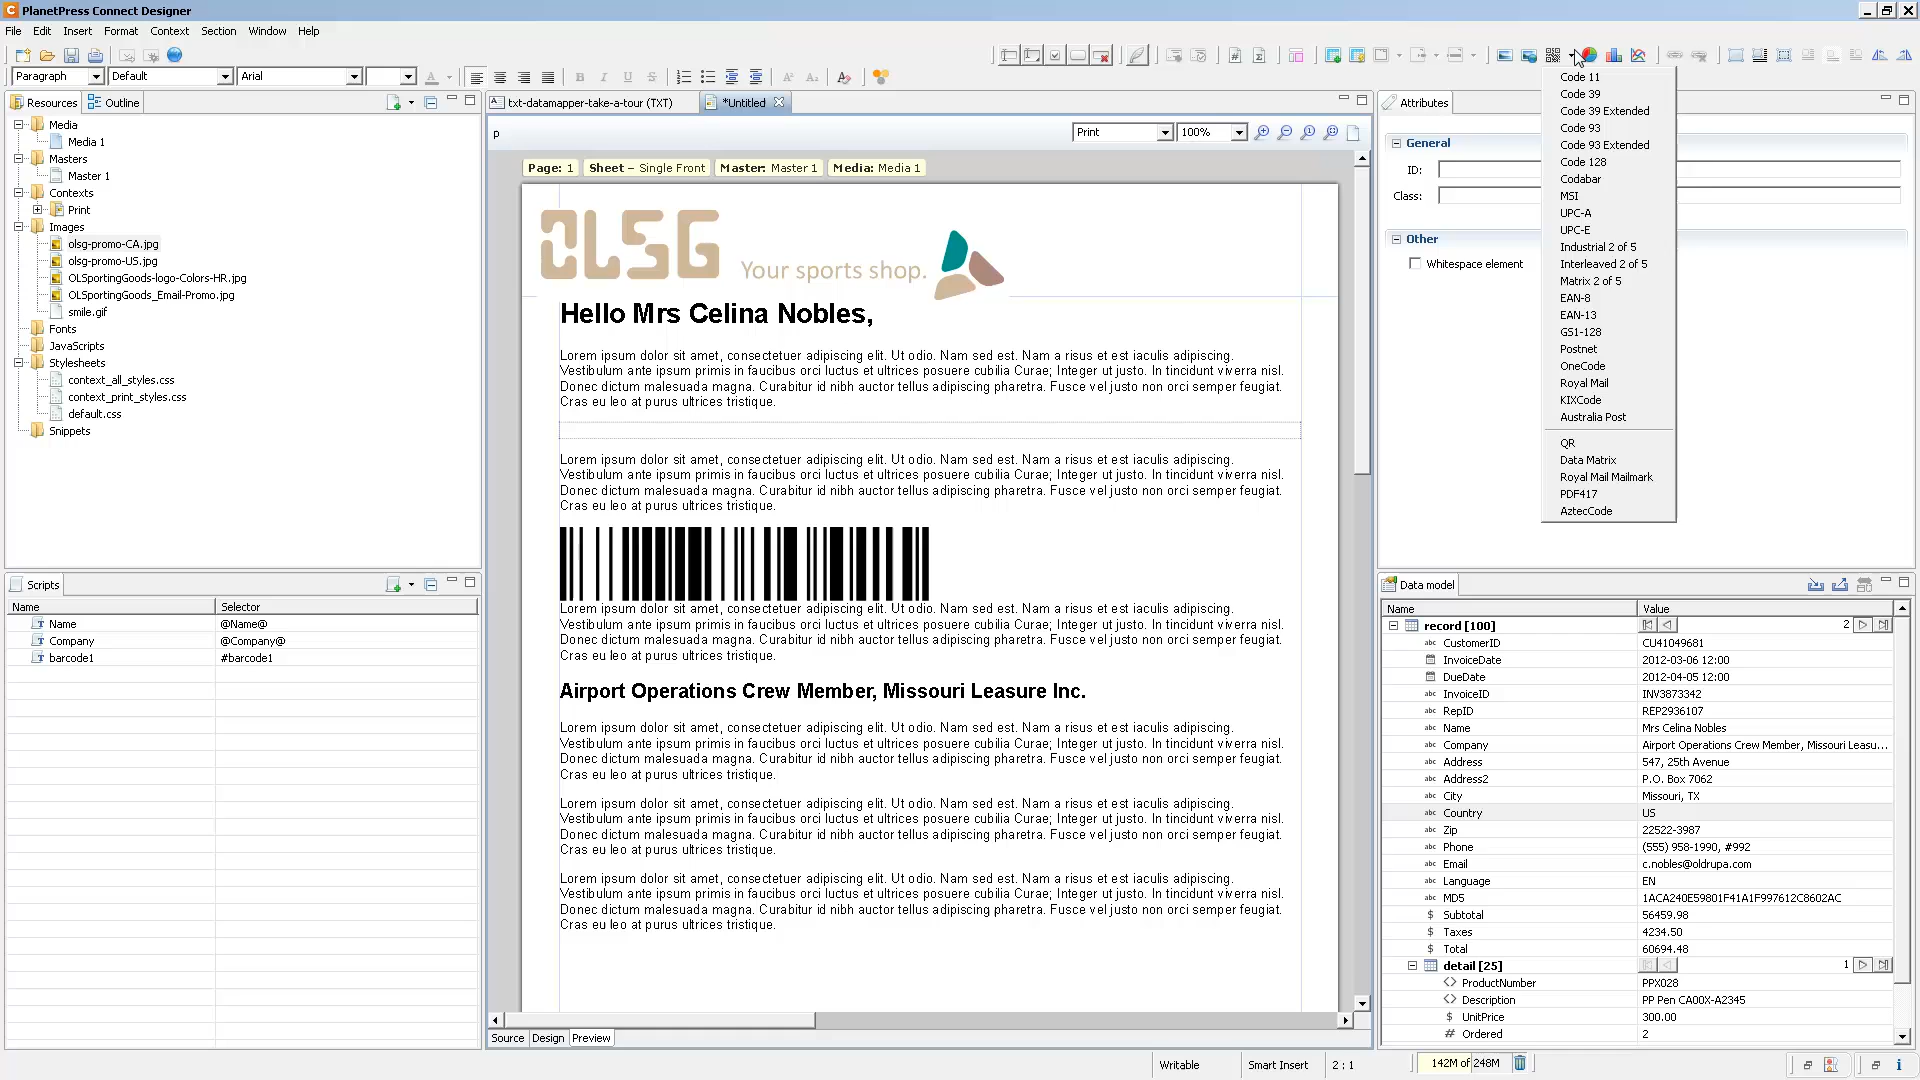 PlanetPress Connect Designer
File Edit Insert Format Context Section Window Help
Paragraph Default Arial
Resources Outline
Media
Media 1
Masters
Master 1
Contexts
Print
Images
olsg-promo-CA.jpg
olsg-promo-US.jpg
OLSportingGoods-logo-Colors-HR.jpg
OLSportingGoods_Email-Promo.jpg
smile.gif
Fonts
JavaScripts
Stylesheets
context_all_styles.css
context_print_styles.css
default.css
Snippets
Scripts
Name Selector
Name @Name@
Company @Company@
barcode1 #barcode1
txt-datamapper-take-a-tour (TXT) *Untitled
p Print 100%
Page: 1 Sheet – Single Front Master: Master 1 Media: Media 1
OLSG Your sports shop.
Hello Mrs Celina Nobles,
Lorem ipsum dolor sit amet, consectetuer adipiscing elit. Ut odio. Nam sed est. Nam a risus et est iaculis adipiscing.
Vestibulum ante ipsum primis in faucibus orci luctus et ultrices posuere cubilia Curae; Integer ut justo. In tincidunt viverra nisl.
Donec dictum malesuada magna. Curabitur id nibh auctor tellus adipiscing pharetra. Fusce vel justo non orci semper feugiat.
Cras eu leo at purus ultrices tristique.
Lorem ipsum dolor sit amet, consectetuer adipiscing elit. Ut odio. Nam sed est. Nam a risus et est iaculis adipiscing.
Vestibulum ante ipsum primis in faucibus orci luctus et ultrices posuere cubilia Curae; Integer ut justo. In tincidunt viverra nisl.
Donec dictum malesuada magna. Curabitur id nibh auctor tellus adipiscing pharetra. Fusce vel justo non orci semper feugiat.
Cras eu leo at purus ultrices tristique.
Lorem ipsum dolor sit amet, consectetuer adipiscing elit. Ut odio. Nam sed est. Nam a risus et est iaculis adipiscing.
Vestibulum ante ipsum primis in faucibus orci luctus et ultrices posuere cubilia Curae; Integer ut justo. In tincidunt viverra nisl.
Donec dictum malesuada magna. Curabitur id nibh auctor tellus adipiscing pharetra. Fusce vel justo non orci semper feugiat.
Cras eu leo at purus ultrices tristique.
Airport Operations Crew Member, Missouri Leasure Inc.
Lorem ipsum dolor sit amet, consectetuer adipiscing elit. Ut odio. Nam sed est. Nam a risus et est iaculis adipiscing.
Vestibulum ante ipsum primis in faucibus orci luctus et ultrices posuere cubilia Curae; Integer ut justo. In tincidunt viverra nisl.
Donec dictum malesuada magna. Curabitur id nibh auctor tellus adipiscing pharetra. Fusce vel justo non orci semper feugiat.
Cras eu leo at purus ultrices tristique.
Lorem ipsum dolor sit amet, consectetuer adipiscing elit. Ut odio. Nam sed est. Nam a risus et est iaculis adipiscing.
Vestibulum ante ipsum primis in faucibus orci luctus et ultrices posuere cubilia Curae; Integer ut justo. In tincidunt viverra nisl.
Donec dictum malesuada magna. Curabitur id nibh auctor tellus adipiscing pharetra. Fusce vel justo non orci semper feugiat.
Cras eu leo at purus ultrices tristique.
Lorem ipsum dolor sit amet, consectetuer adipiscing elit. Ut odio. Nam sed est. Nam a risus et est iaculis adipiscing.
Vestibulum ante ipsum primis in faucibus orci luctus et ultrices posuere cubilia Curae; Integer ut justo. In tincidunt viverra nisl.
Donec dictum malesuada magna. Curabitur id nibh auctor tellus adipiscing pharetra. Fusce vel justo non orci semper feugiat.
Cras eu leo at purus ultrices tristique.
Source Design Preview
Attributes
General
ID:
Class:
Other
Whitespace element
Code 11
Code 39
Code 39 Extended
Code 93
Code 93 Extended
Code 128
Codabar
MSI
UPC-A
UPC-E
Industrial 2 of 5
Interleaved 2 of 5
Matrix 2 of 5
EAN-8
EAN-13
GS1-128
Postnet
OneCode
Royal Mail
KIXCode
Australia Post
QR
Data Matrix
Royal Mail Mailmark
PDF417
AztecCode
Data model
Name Value
record [100] 2
CustomerID CU41049681
InvoiceDate 2012-03-06 12:00
DueDate 2012-04-05 12:00
InvoiceID INV3873342
RepID REP2936107
Name Mrs Celina Nobles
Company Airport Operations Crew Member, Missouri Leasu...
Address 547, 25th Avenue
Address2 P.O. Box 7062
City Missouri, TX
Country US
Zip 22522-3987
Phone (555) 958-1990, #992
Email c.nobles@oldrupa.com
Language EN
MD5 1ACA240E59801F41A1F997612C8602AC
Subtotal 56459.98
Taxes 4234.50
Total 60694.48
detail [25] 1
ProductNumber PPX028
Description PP Pen CA00X-A2345
UnitPrice 300.00
Ordered 2
Writable Smart Insert 2 : 1 142M of 248M